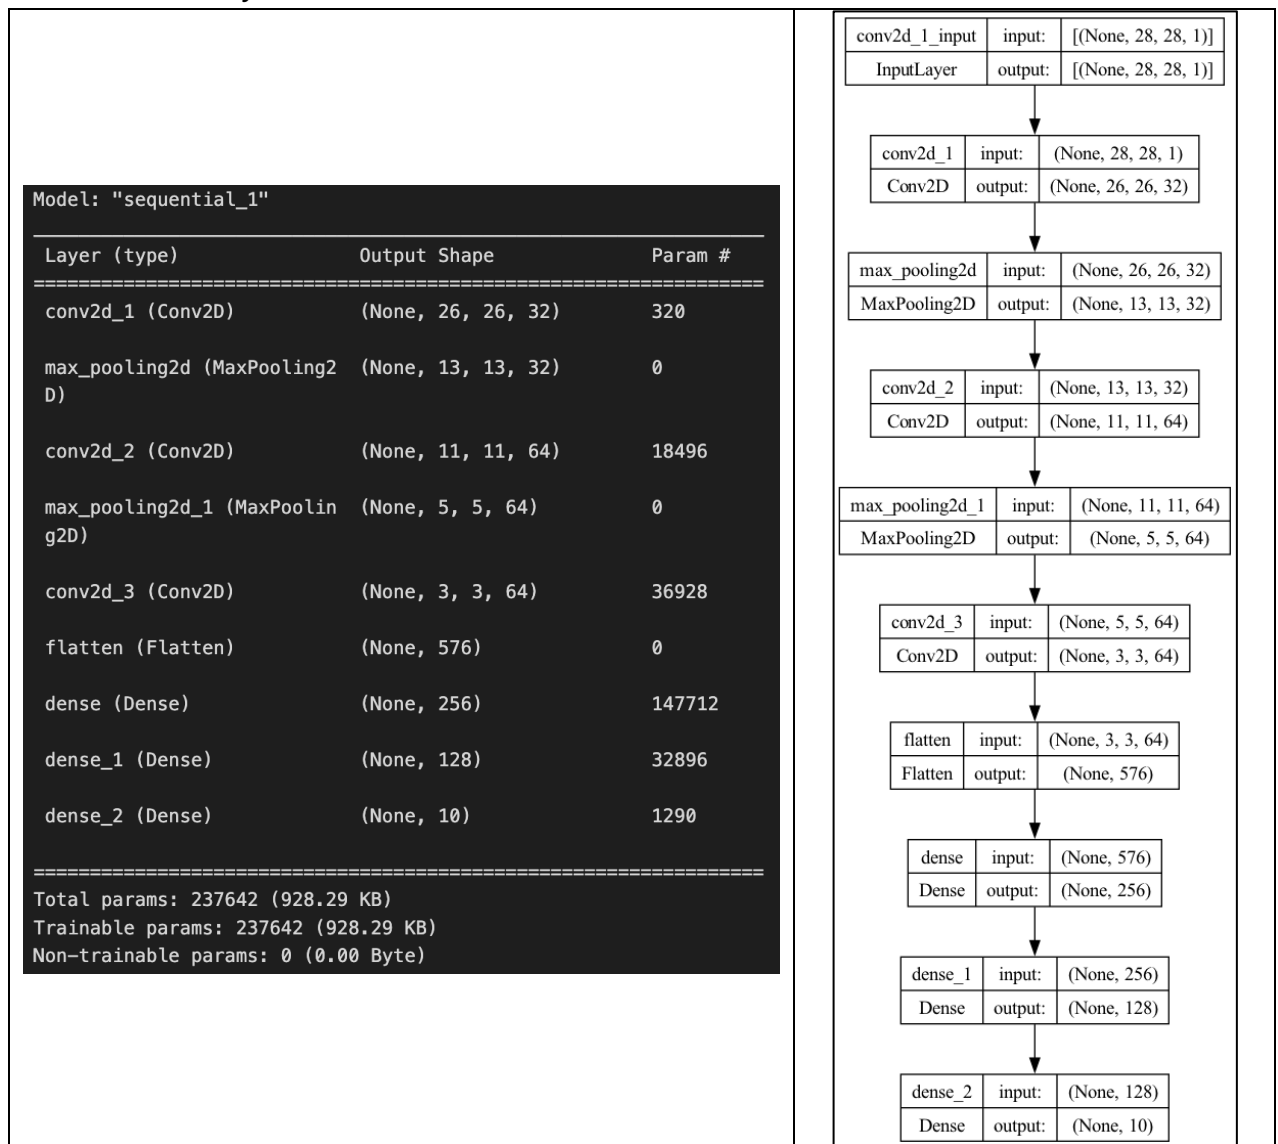 Model: "sequential_1"
Layer (type) Output Shape Param #
conv2d_1 (Conv2D) (None, 26, 26, 32) 320
max_pooling2d (MaxPooling2 (None, 13, 13, 32) 0
D)
conv2d_2 (Conv2D) (None, 11, 11, 64) 18496
max_pooling2d_1 (MaxPoolin (None, 5, 5, 64) 0
g2D)
conv2d_3 (Conv2D) (None, 3, 3, 64) 36928
flatten (Flatten) (None, 576) 0
dense (Dense) (None, 256) 147712
dense_1 (Dense) (None, 128) 32896
dense_2 (Dense) (None, 10) 1290
Total params: 237642 (928.29 KB)
Trainable params: 237642 (928.29 KB)
Non-trainable params: 0 (0.00 Byte)
conv2d_1_input input: [(None, 28, 28, 1)]
InputLayer output: [(None, 28, 28, 1)]
conv2d_1 input: (None, 28, 28, 1)
Conv2D output: (None, 26, 26, 32)
max_pooling2d input: (None, 26, 26, 32)
MaxPooling2D output: (None, 13, 13, 32)
conv2d_2 input: (None, 13, 13, 32)
Conv2D output: (None, 11, 11, 64)
max_pooling2d_1 input: (None, 11, 11, 64)
MaxPooling2D output: (None, 5, 5, 64)
conv2d_3 input: (None, 5, 5, 64)
Conv2D output: (None, 3, 3, 64)
flatten input: (None, 3, 3, 64)
Flatten output: (None, 576)
dense input: (None, 576)
Dense output: (None, 256)
dense_1 input: (None, 256)
Dense output: (None, 128)
dense_2 input: (None, 128)
Dense output: (None, 10)